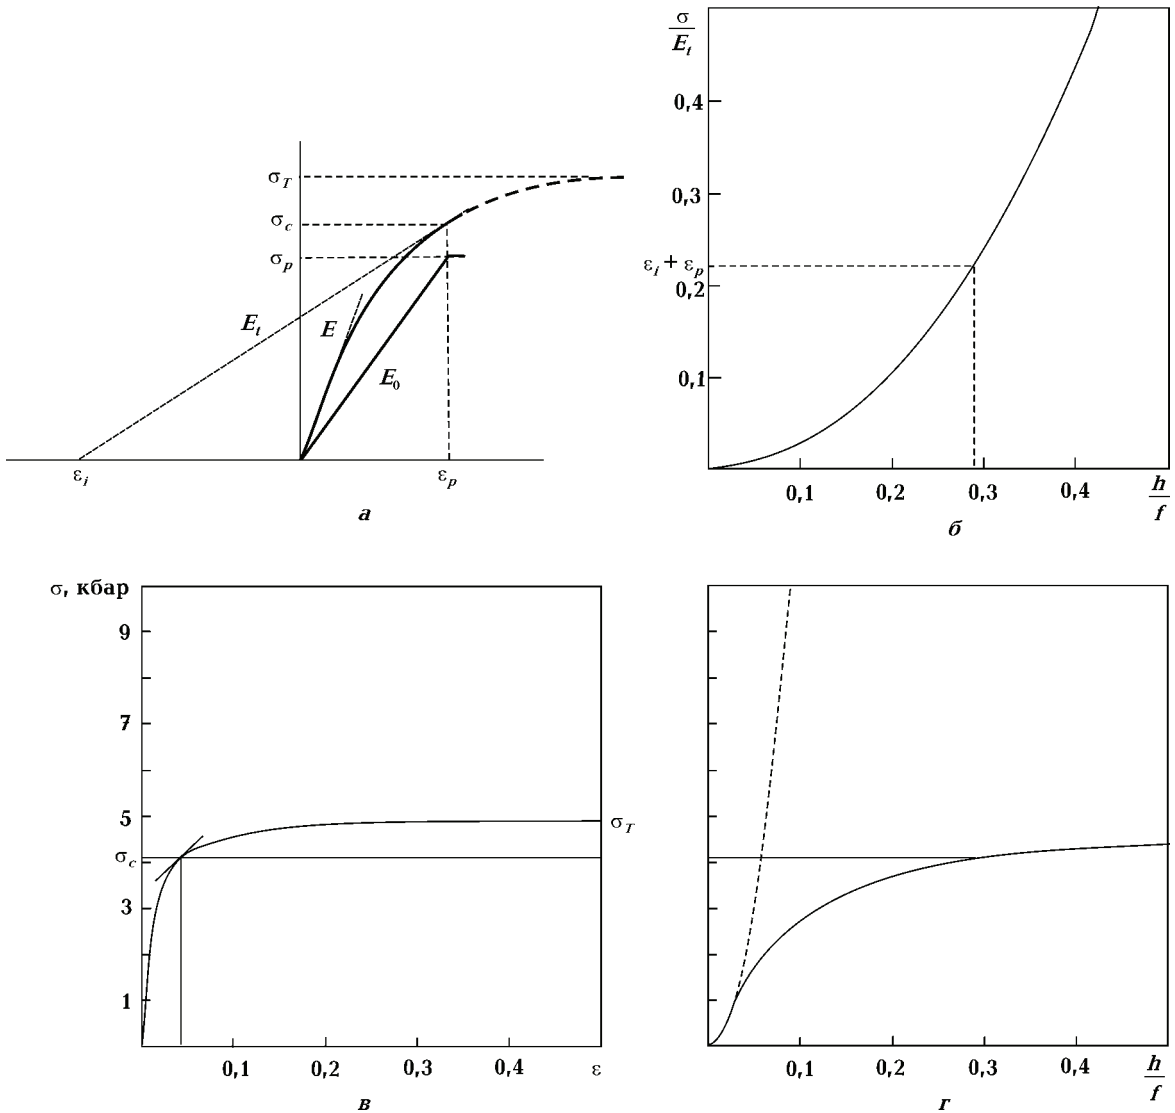 σ_T
σ_c
σ_p
E_t
E
E_0
ε_i
ε_p
а
σ/E_t
0,4
0,3
ε_i + ε_p
0,2
0,1
0,1 0,2 0,3 0,4 h/f
б
σ, кбар
9
7
5
σ_T
σ_c
3
1
0,1 0,2 0,3 0,4 ε
в
0,1 0,2 0,3 0,4 h/f
г